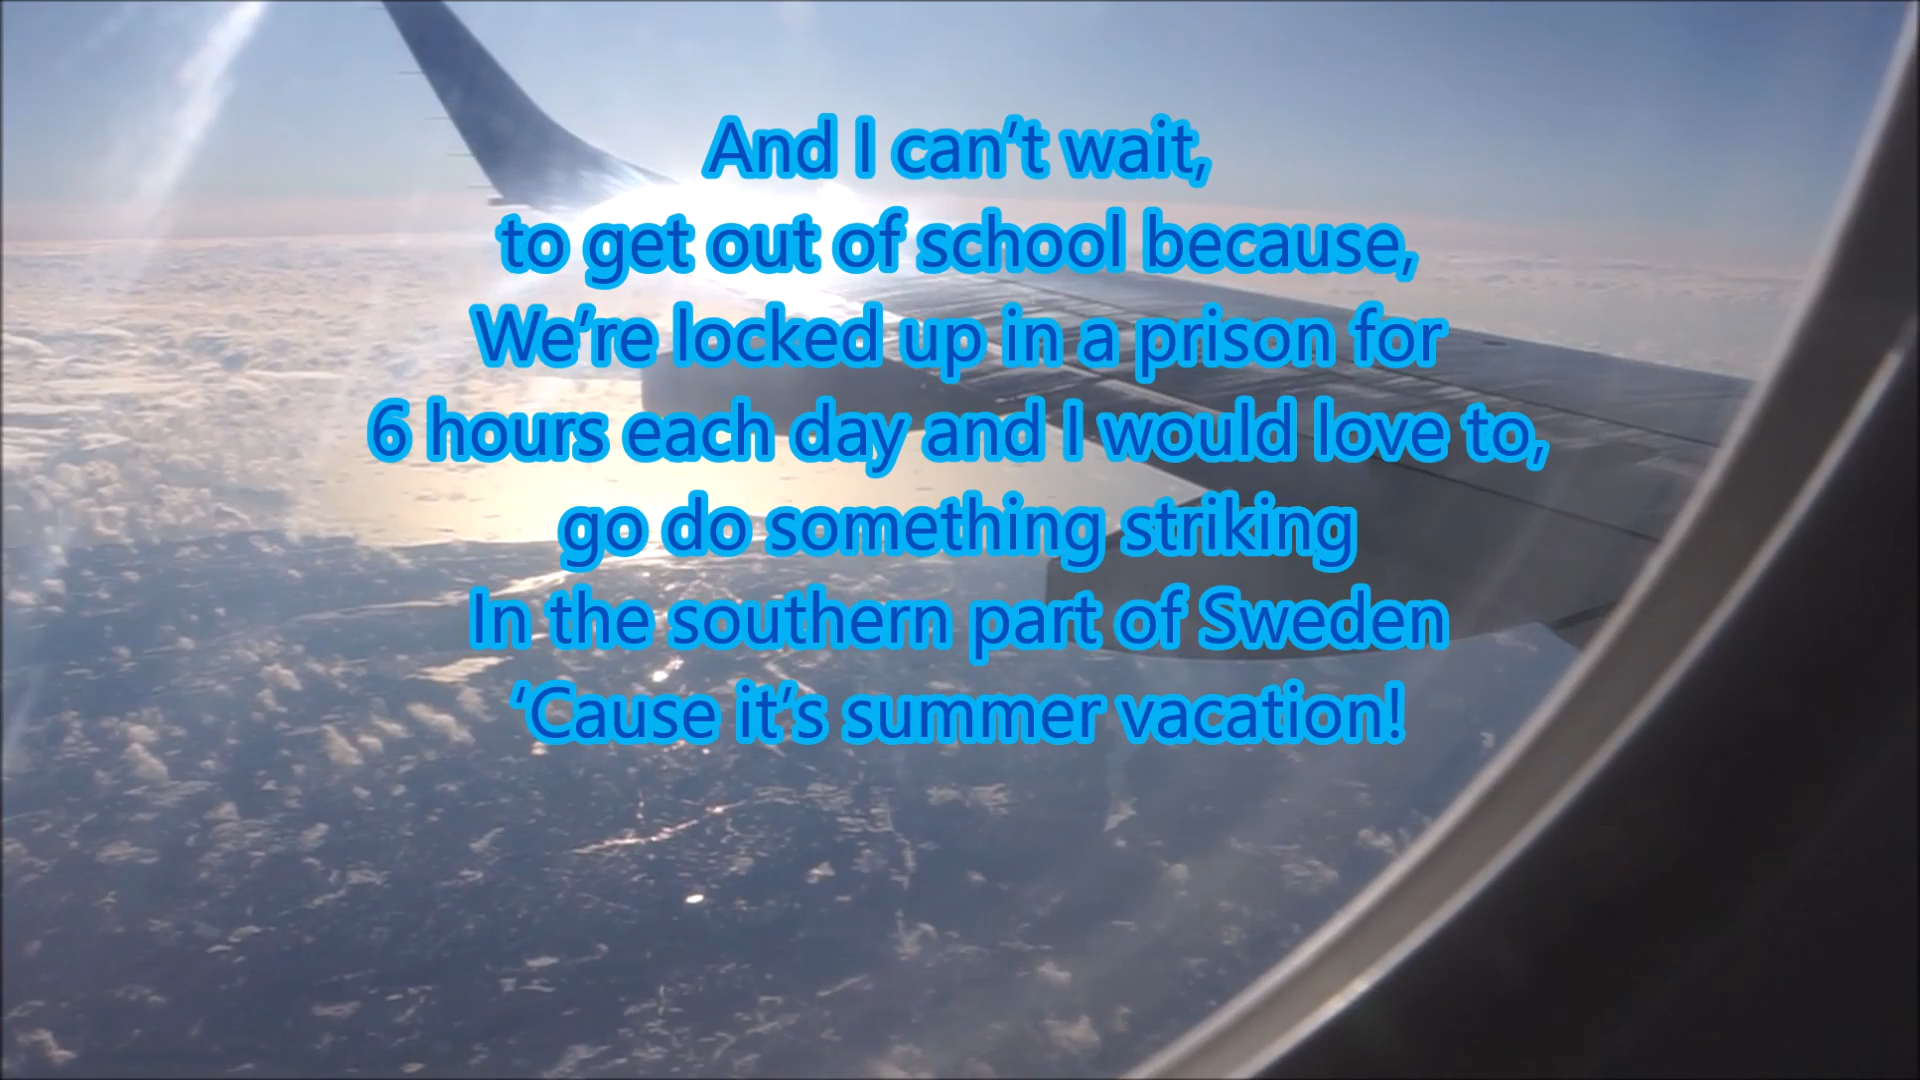 And I can’t wait,
to get out of school because,
We’re locked up in a prison for
6 hours each day and I would love to,
go do something striking
In the southern part of Sweden
‘Cause it’s summer vacation!